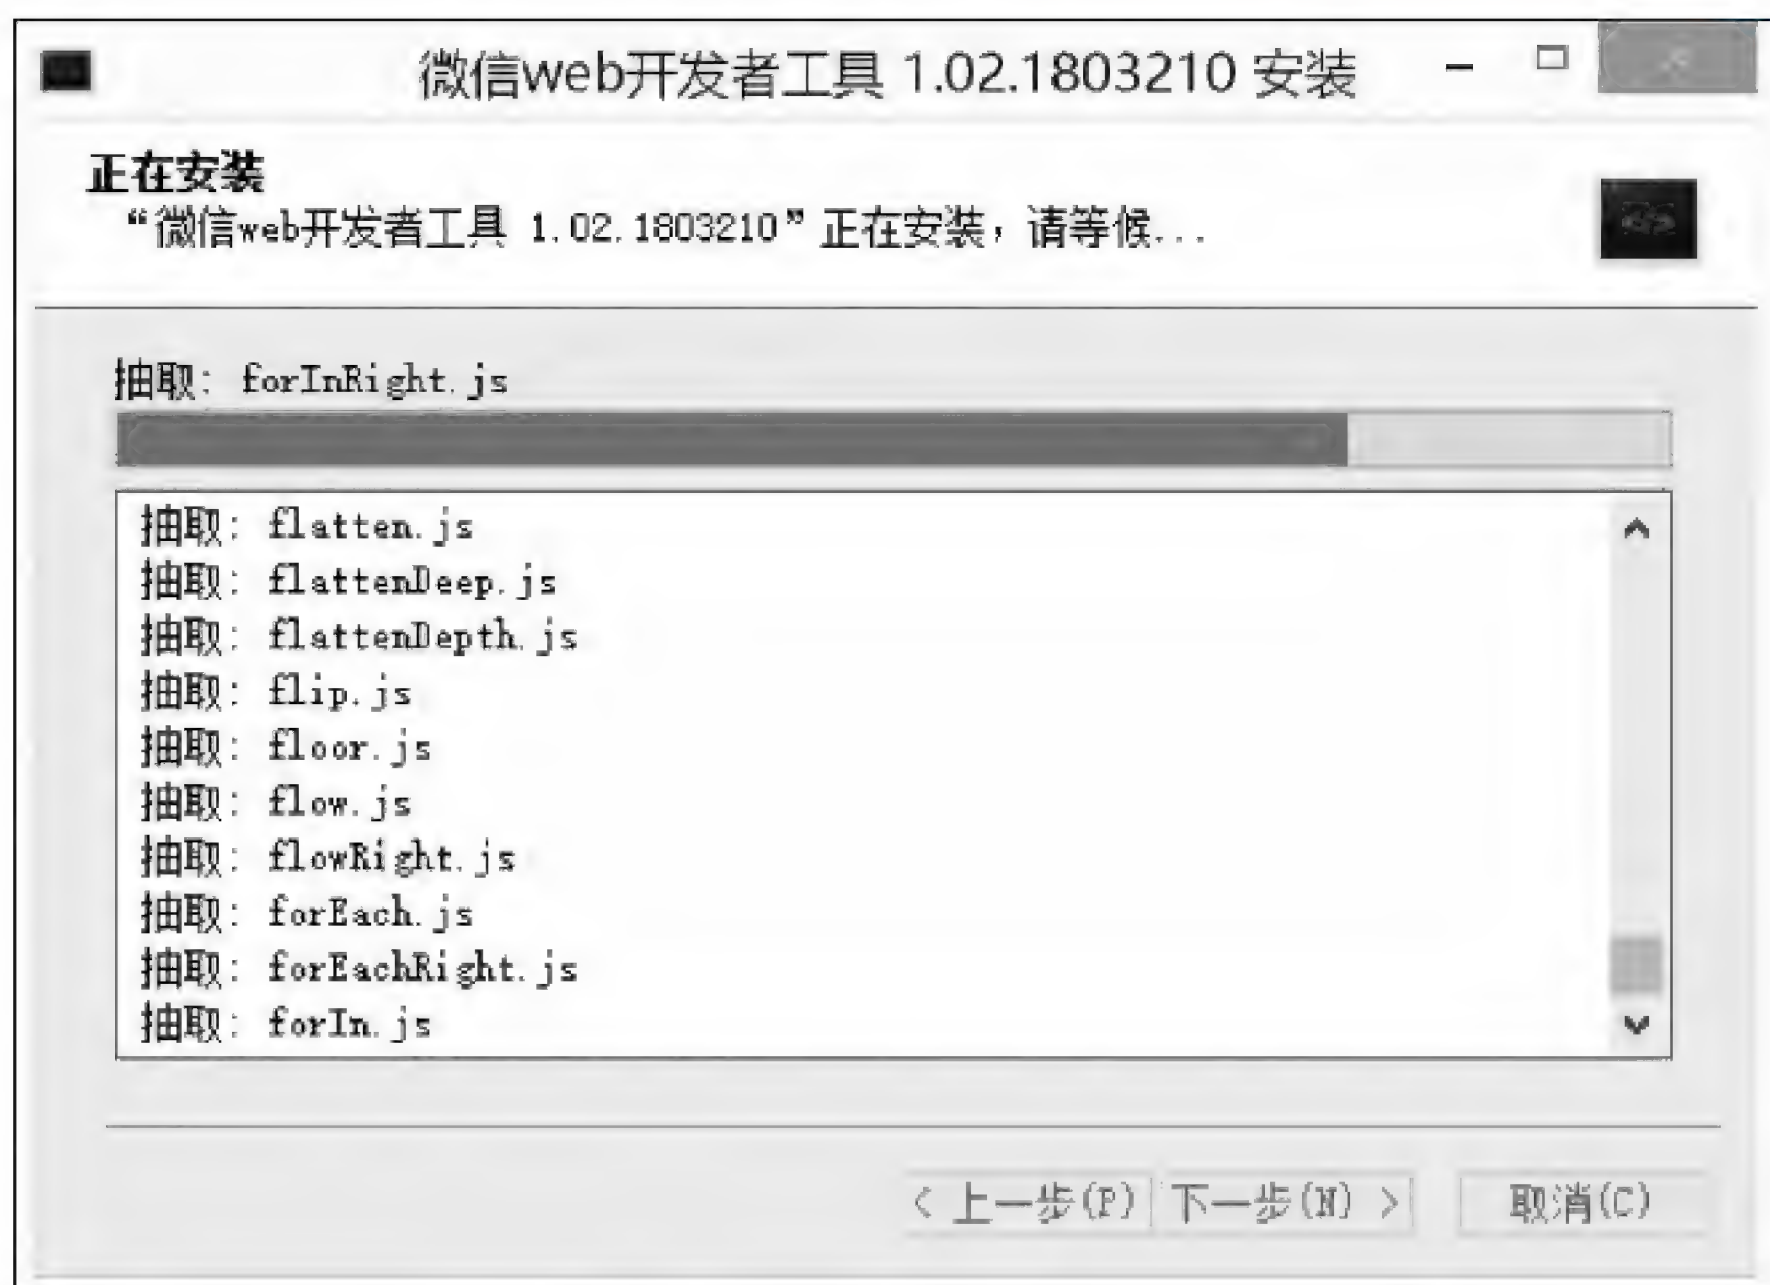 微信web开发者工具 1.02.1803210 安装
正在安装
“微信web开发者工具 1.02.1803210”正在安装，请等候...
抽取: forInRight.js
抽取: flatten.js
抽取: flattenDeep.js
抽取: flattenDepth.js
抽取: flip.js
抽取: floor.js
抽取: flow.js
抽取: flowRight.js
抽取: forEach.js
抽取: forEachRight.js
抽取: forIn.js
< 上一步(P) 下一步(N) > 取消(C)